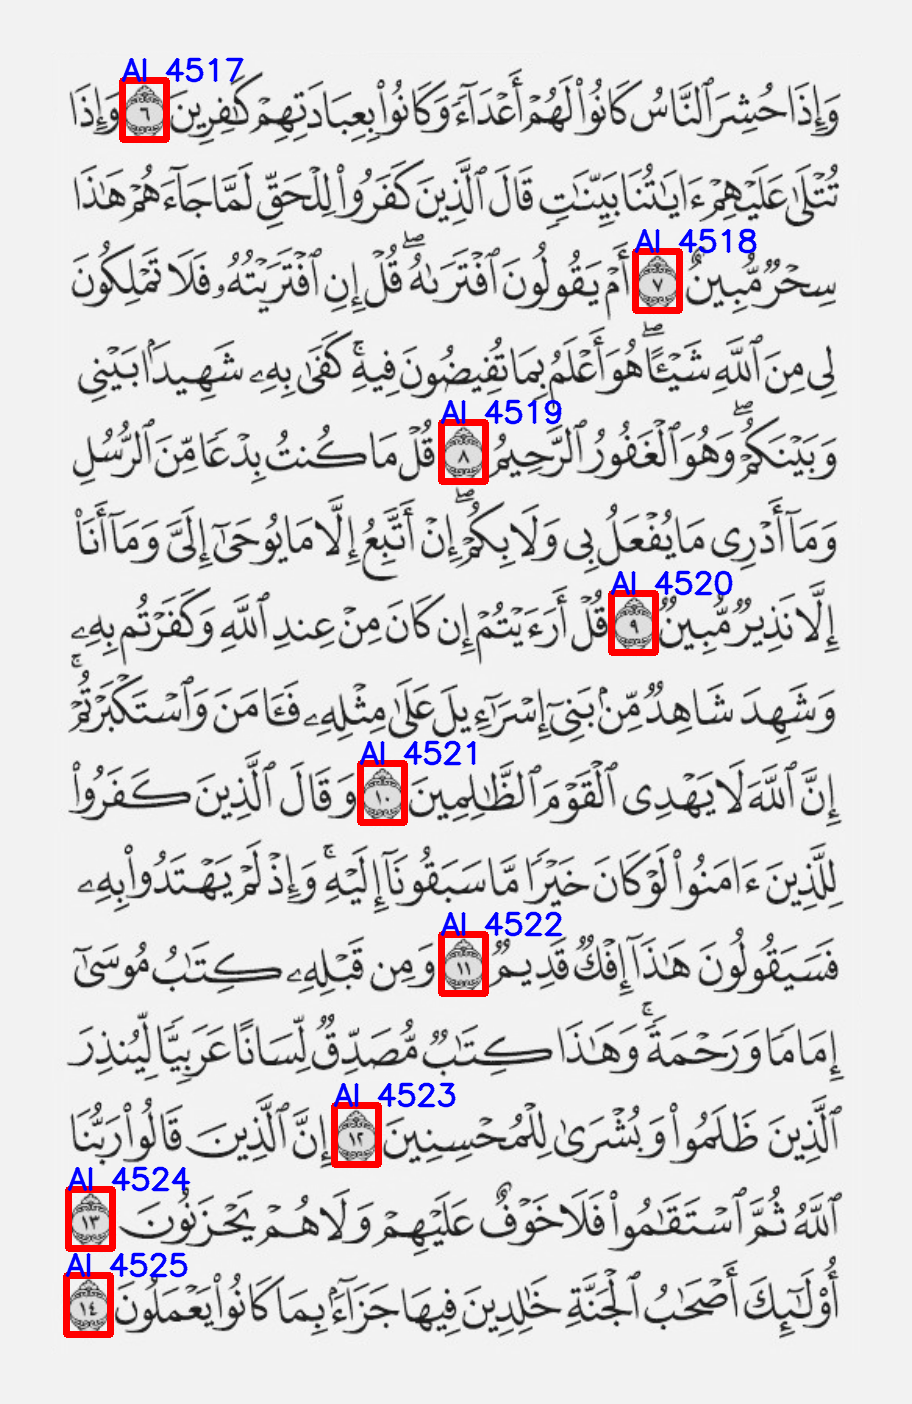 AI 4517
وَإِذَا حُشِرَ ٱلنَّاسُ كَانُوا۟ لَهُمْ أَعْدَآءً وَكَانُوا۟ بِعِبَادَتِهِمْ كَٰفِرِينَ ٦ وَإِذَا
تُتْلَىٰ عَلَيْهِمْ ءَايَٰتُنَا بَيِّنَٰتٍ قَالَ ٱلَّذِينَ كَفَرُوا۟ لِلْحَقِّ لَمَّا جَآءَهُمْ هَٰذَا
AI 4518
سِحْرٌ مُّبِينٌ ٧ أَمْ يَقُولُونَ ٱفْتَرَىٰهُ ۖ قُلْ إِنِ ٱفْتَرَيْتُهُۥ فَلَا تَمْلِكُونَ
لِى مِنَ ٱللَّهِ شَيْـًٔا ۖ هُوَ أَعْلَمُ بِمَا تُفِيضُونَ فِيهِ ۚ كَفَىٰ بِهِۦ شَهِيدًۢا بَيْنِى
AI 4519
وَبَيْنَكُمْ ۖ وَهُوَ ٱلْغَفُورُ ٱلرَّحِيمُ ٨ قُلْ مَا كُنتُ بِدْعًا مِّنَ ٱلرُّسُلِ
وَمَآ أَدْرِى مَا يُفْعَلُ بِى وَلَا بِكُمْ ۖ إِنْ أَتَّبِعُ إِلَّا مَا يُوحَىٰٓ إِلَىَّ وَمَآ أَنَا۠
AI 4520
إِلَّا نَذِيرٌ مُّبِينٌ ٩ قُلْ أَرَءَيْتُمْ إِن كَانَ مِنْ عِندِ ٱللَّهِ وَكَفَرْتُم بِهِۦ
وَشَهِدَ شَاهِدٌ مِّنۢ بَنِىٓ إِسْرَٰٓءِيلَ عَلَىٰ مِثْلِهِۦ فَـَٔامَنَ وَٱسْتَكْبَرْتُمْ ۚ
AI 4521
إِنَّ ٱللَّهَ لَا يَهْدِى ٱلْقَوْمَ ٱلظَّٰلِمِينَ ١٠ وَقَالَ ٱلَّذِينَ كَفَرُوا۟
لِلَّذِينَ ءَامَنُوا۟ لَوْ كَانَ خَيْرًا مَّا سَبَقُونَآ إِلَيْهِ ۚ وَإِذْ لَمْ يَهْتَدُوا۟ بِهِۦ
AI 4522
فَسَيَقُولُونَ هَٰذَآ إِفْكٌ قَدِيمٌ ١١ وَمِن قَبْلِهِۦ كِتَٰبُ مُوسَىٰٓ
إِمَامًا وَرَحْمَةً ۚ وَهَٰذَا كِتَٰبٌ مُّصَدِّقٌ لِّسَانًا عَرَبِيًّا لِّيُنذِرَ
AI 4523
ٱلَّذِينَ ظَلَمُوا۟ وَبُشْرَىٰ لِلْمُحْسِنِينَ ١٢ إِنَّ ٱلَّذِينَ قَالُوا۟ رَبُّنَا
AI 4524
ٱللَّهُ ثُمَّ ٱسْتَقَٰمُوا۟ فَلَا خَوْفٌ عَلَيْهِمْ وَلَا هُمْ يَحْزَنُونَ ١٣
AI 4525
أُو۟لَٰٓئِكَ أَصْحَٰبُ ٱلْجَنَّةِ خَٰلِدِينَ فِيهَا جَزَآءًۢ بِمَا كَانُوا۟ يَعْمَلُونَ ١٤